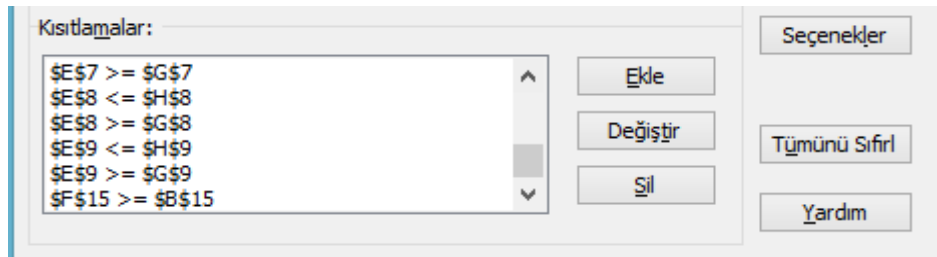 Kısıtlamalar:
$E$7 >= $G$7
$E$8 <= $H$8
$E$8 >= $G$8
$E$9 <= $H$9
$E$9 >= $G$9
$F$15 >= $B$15
Ekle
Değiştir
Sil
Seçenekler
Tümünü Sıfırl
Yardım